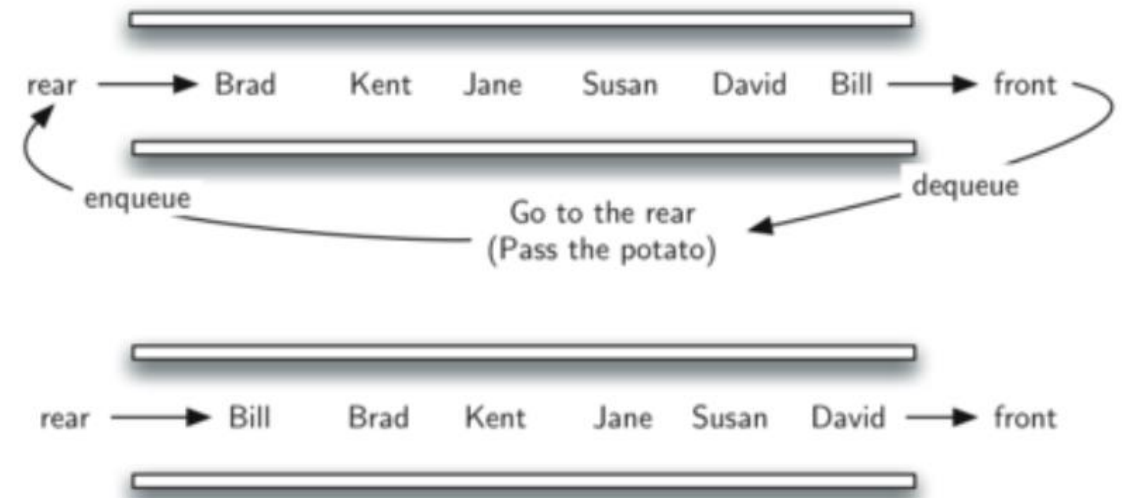 rear Brad Kent Jane Susan David Bill front
enqueue
dequeue
Go to the rear
(Pass the potato)
rear Bill Brad Kent Jane Susan David front